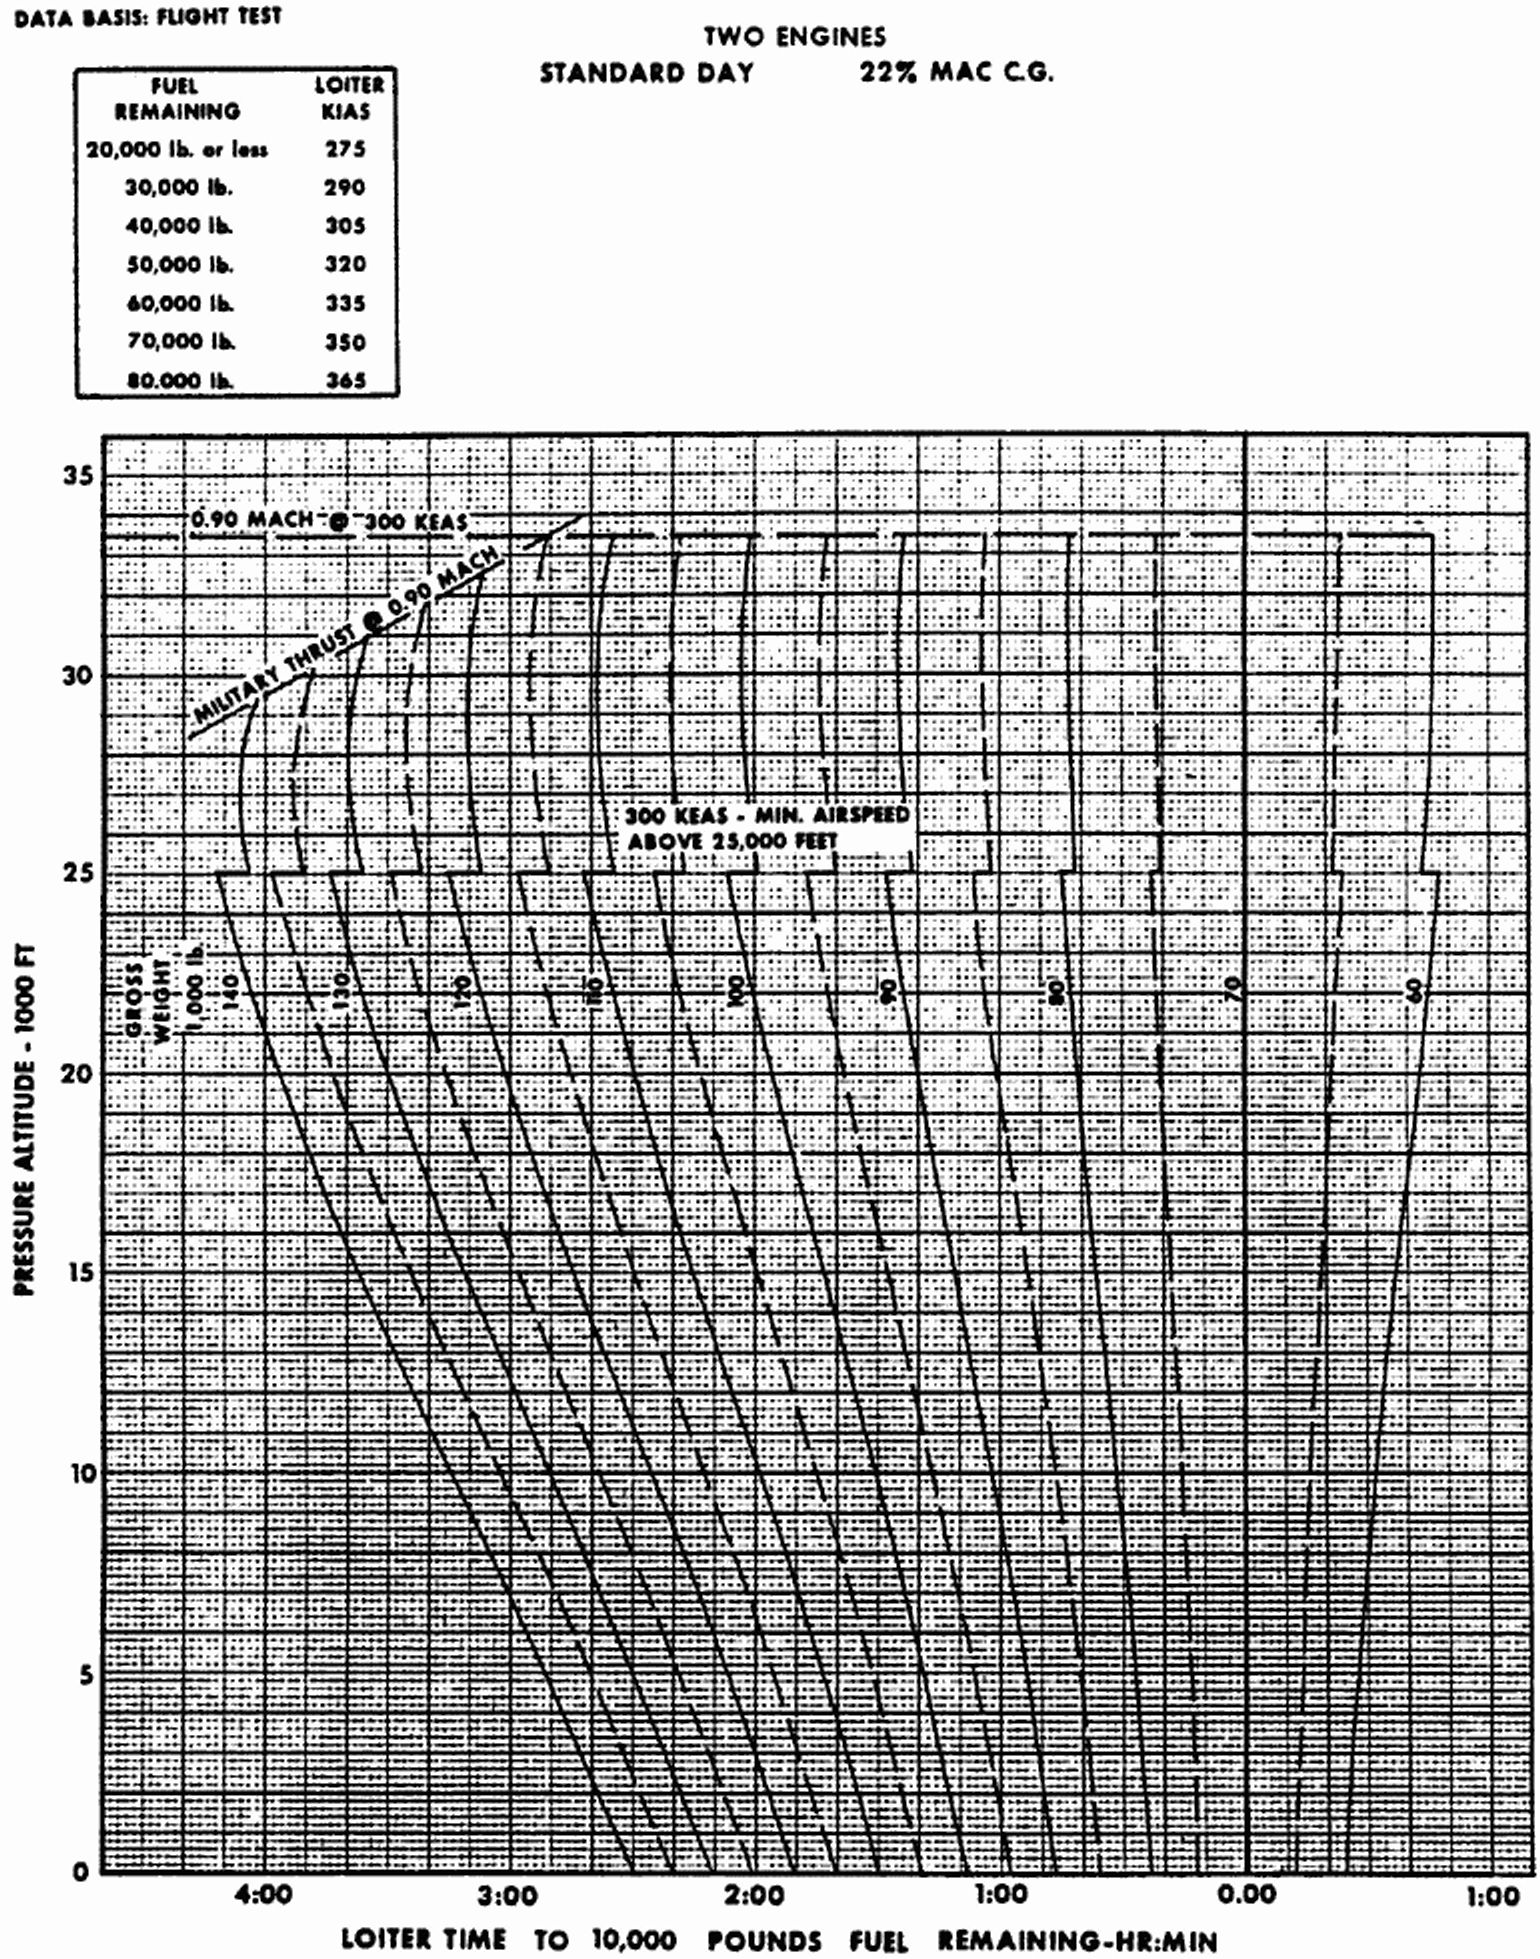 DATA BASIS: FLIGHT TEST
TWO ENGINES
STANDARD DAY 22% MAC C.G.
FUEL REMAINING LOITER KIAS
20,000 lb. or less 275
30,000 lb. 290
40,000 lb. 305
50,000 lb. 320
60,000 lb. 335
70,000 lb. 350
80.000 lb. 365
35
0.90 MACH @ 300 KEAS
MILITARY THRUST @ 0.90 MACH
30
300 KEAS - MIN. AIRSPEED
ABOVE 25,000 FEET
25
GROSS
WEIGHT
1,000 lb.
140 130 120 110 100 90 80 70 60
20
15
10
5
0
PRESSURE ALTITUDE - 1000 FT
4:00 3:00 2:00 1:00 0.00 1:00
LOITER TIME TO 10,000 POUNDS FUEL REMAINING-HR:MIN